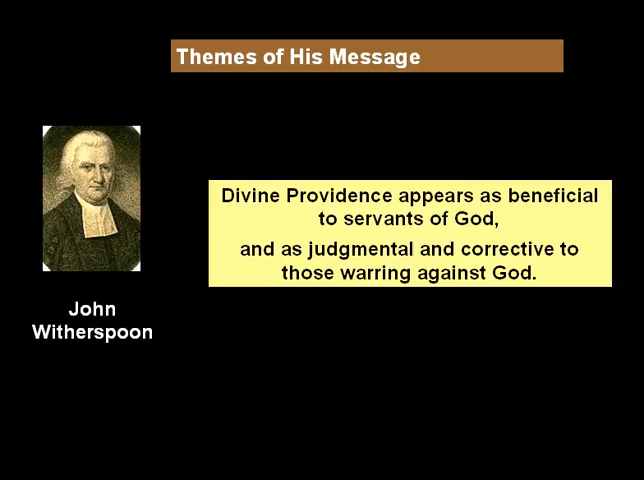 Themes of His Message
Divine Providence appears as beneficial
to servants of God,
and as judgmental and corrective to
those warring against God.
John
Witherspoon